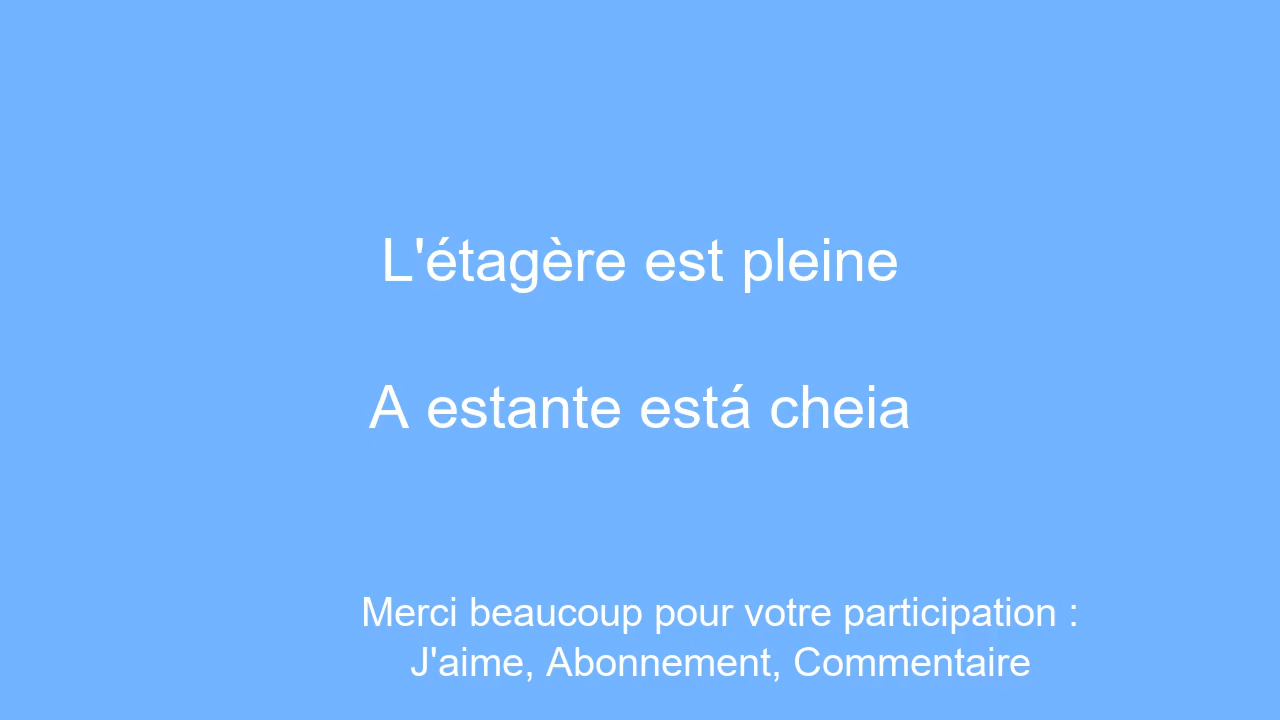 L'étagère est pleine
A estante está cheia
Merci beaucoup pour votre participation :
J'aime, Abonnement, Commentaire